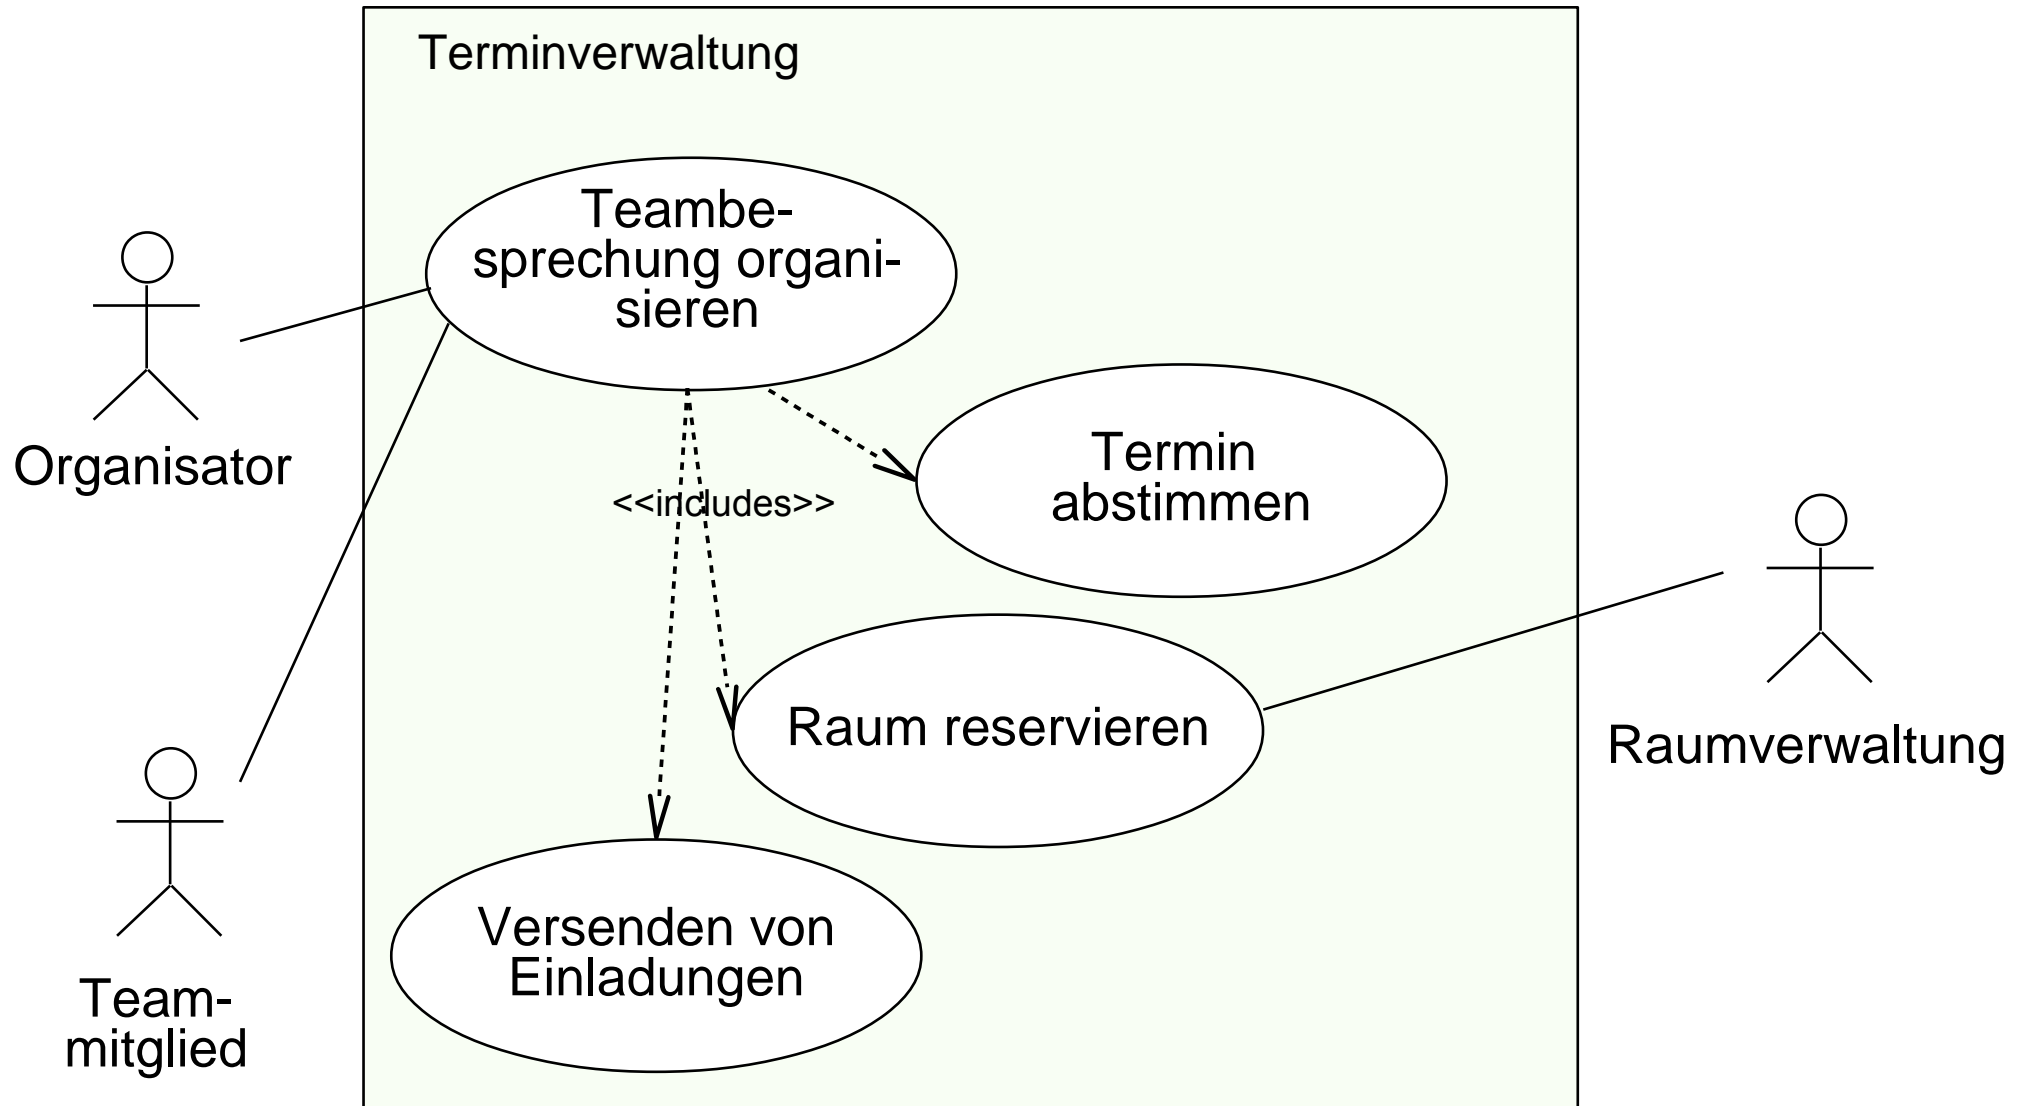 Terminverwaltung
Teambe-
sprechung organi-
sieren
Organisator
Termin
abstimmen
<<includes>>
Raum reservieren
Raumverwaltung
Versenden von
Einladungen
Team-
mitglied